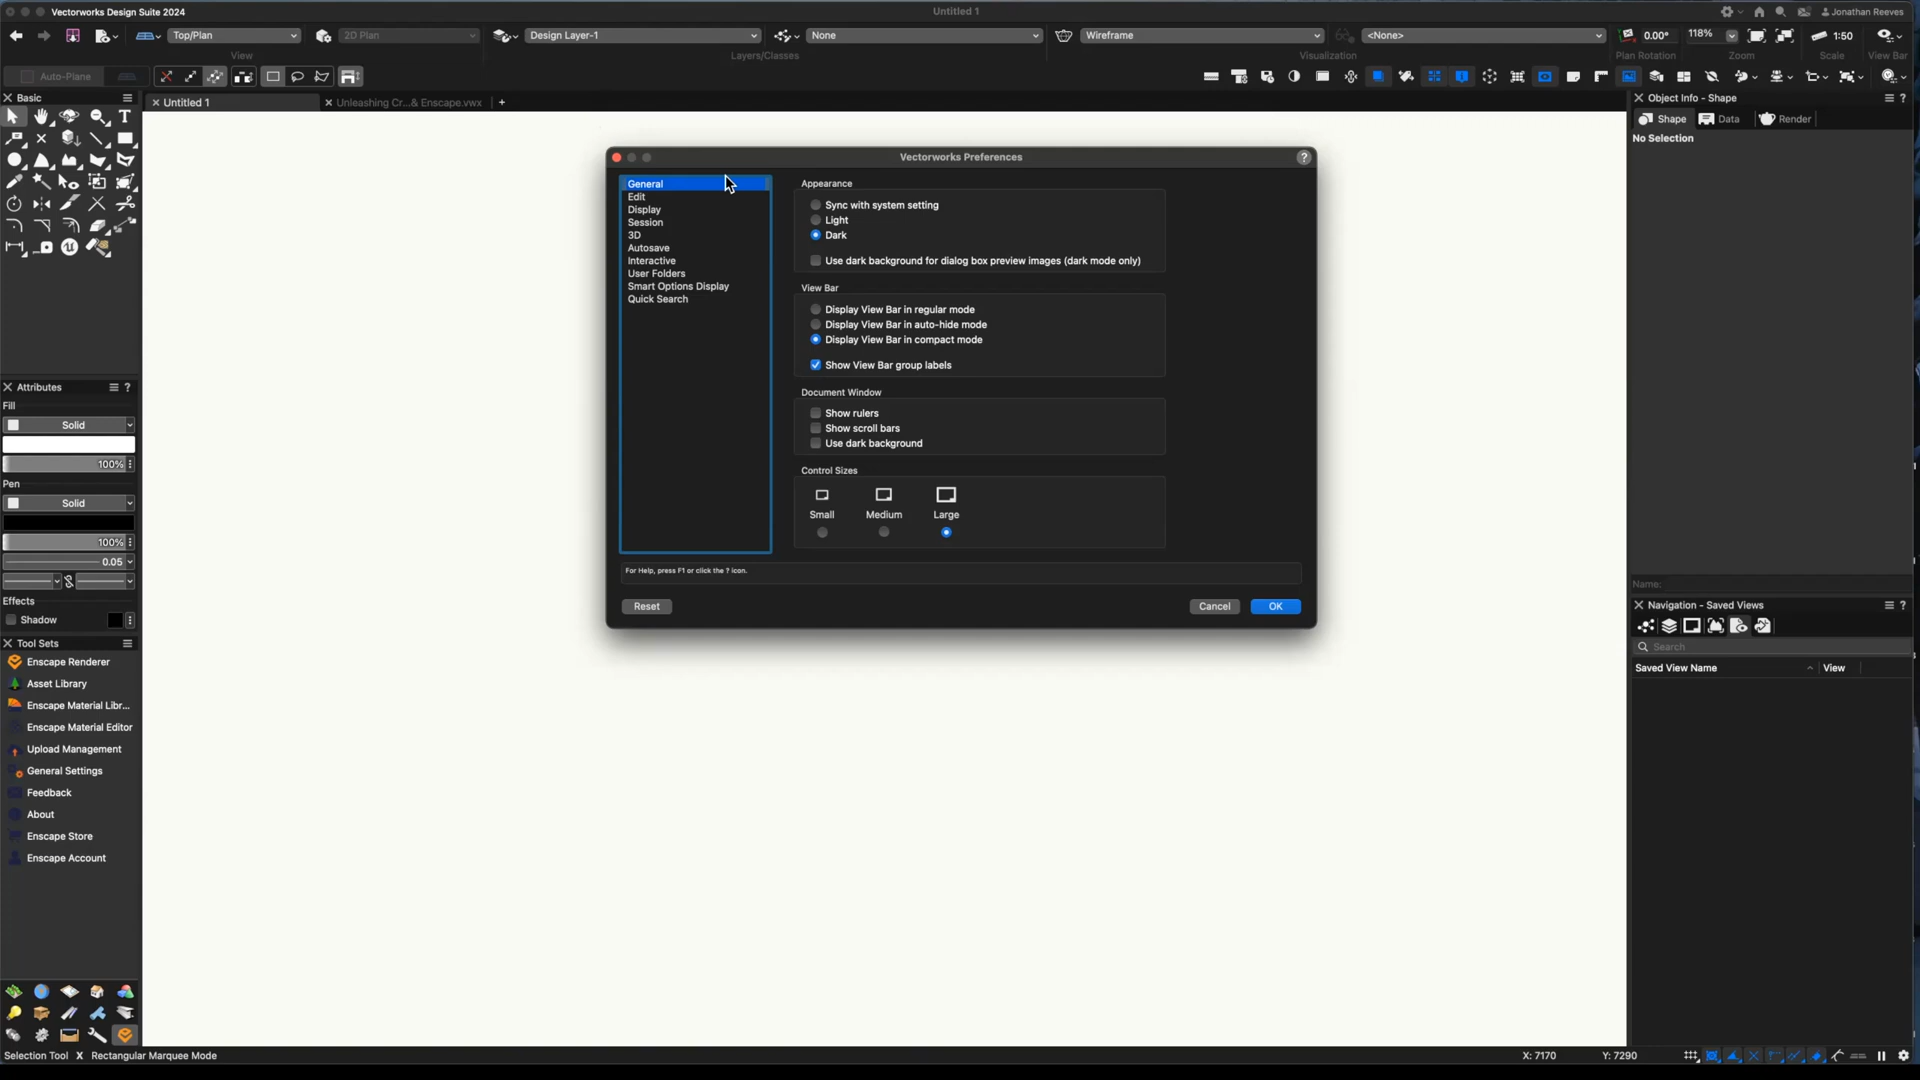 Vectorworks Design Suite 2024
Untitled 1
Jonathan Reeves
Top/Plan
2D Plan
Design Layer-1
None
Wireframe
<None>
0.00°
118%
1:50
View
Layers/Classes
Visualization
Plan Rotation
Zoom
Scale
View Bar
Auto-Plane
Basic
Untitled 1
Unleashing Cr...& Enscape.vwx
Object Info - Shape
Shape
Data
Render
No Selection
Vectorworks Preferences
General
Edit
Display
Session
3D
Autosave
Interactive
User Folders
Smart Options Display
Quick Search
Appearance
Sync with system setting
Light
Dark
Use dark background for dialog box preview images (dark mode only)
View Bar
Display View Bar in regular mode
Display View Bar in auto-hide mode
Display View Bar in compact mode
Show View Bar group labels
Document Window
Show rulers
Show scroll bars
Use dark background
Control Sizes
Small
Medium
Large
For Help, press F1 or click the ? icon.
Reset
Cancel
OK
Attributes
Fill
Solid
100%
Pen
Solid
100%
0.05
Effects
Shadow
Tool Sets
Enscape Renderer
Asset Library
Enscape Material Libr...
Enscape Material Editor
Upload Management
General Settings
Feedback
About
Enscape Store
Enscape Account
Name:
Navigation - Saved Views
Search
Saved View Name
View
Selection Tool
Rectangular Marquee Mode
X: 7170
Y: 7290